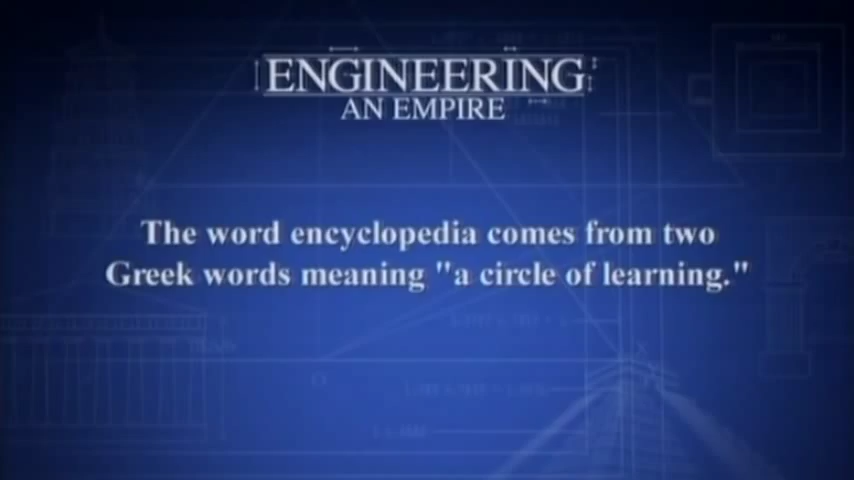 ENGINEERING
AN EMPIRE
The word encyclopedia comes from two
Greek words meaning "a circle of learning."